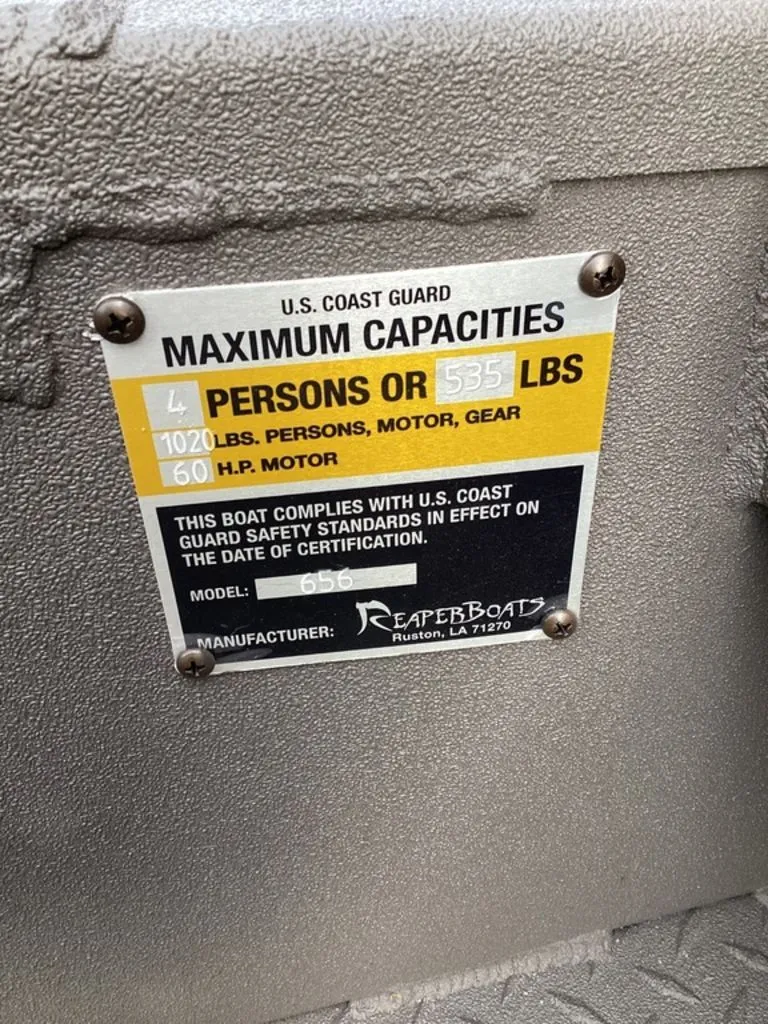 U.S. COAST GUARD
MAXIMUM CAPACITIES
4 PERSONS OR 535 LBS
1020 LBS. PERSONS, MOTOR, GEAR
60 H.P. MOTOR
THIS BOAT COMPLIES WITH U.S. COAST
GUARD SAFETY STANDARDS IN EFFECT ON
THE DATE OF CERTIFICATION.
MODEL: 656
MANUFACTURER: REAPERBOATS
Ruston, LA 71270